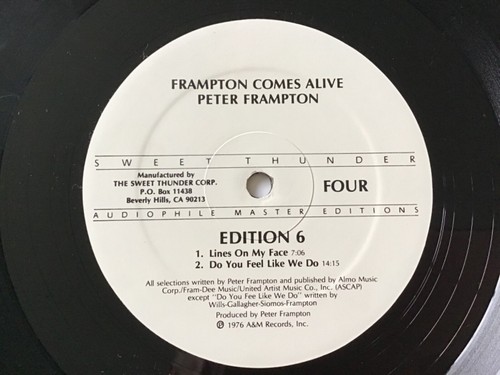 FRAMPTON COMES ALIVE
PETER FRAMPTON
SWEET THUNDER
Manufactured by
THE SWEET THUNDER CORP.
P.O. Box 11438
Beverly Hills, CA 90213
FOUR
AUDIOPHILE MASTER EDITIONS
EDITION 6
1. Lines On My Face 7:06
2. Do You Feel Like We Do 14:15
All selections written by Peter Frampton and published by Almo Music
Corp./Fram-Dee Music/United Artist Music Co., Inc. (ASCAP)
except "Do You Fee Like We Do" written by
Wills-Gallagher-Siomos-Frampton
Produced by Peter Frampton
℗ 1976 A&M Records, Inc.